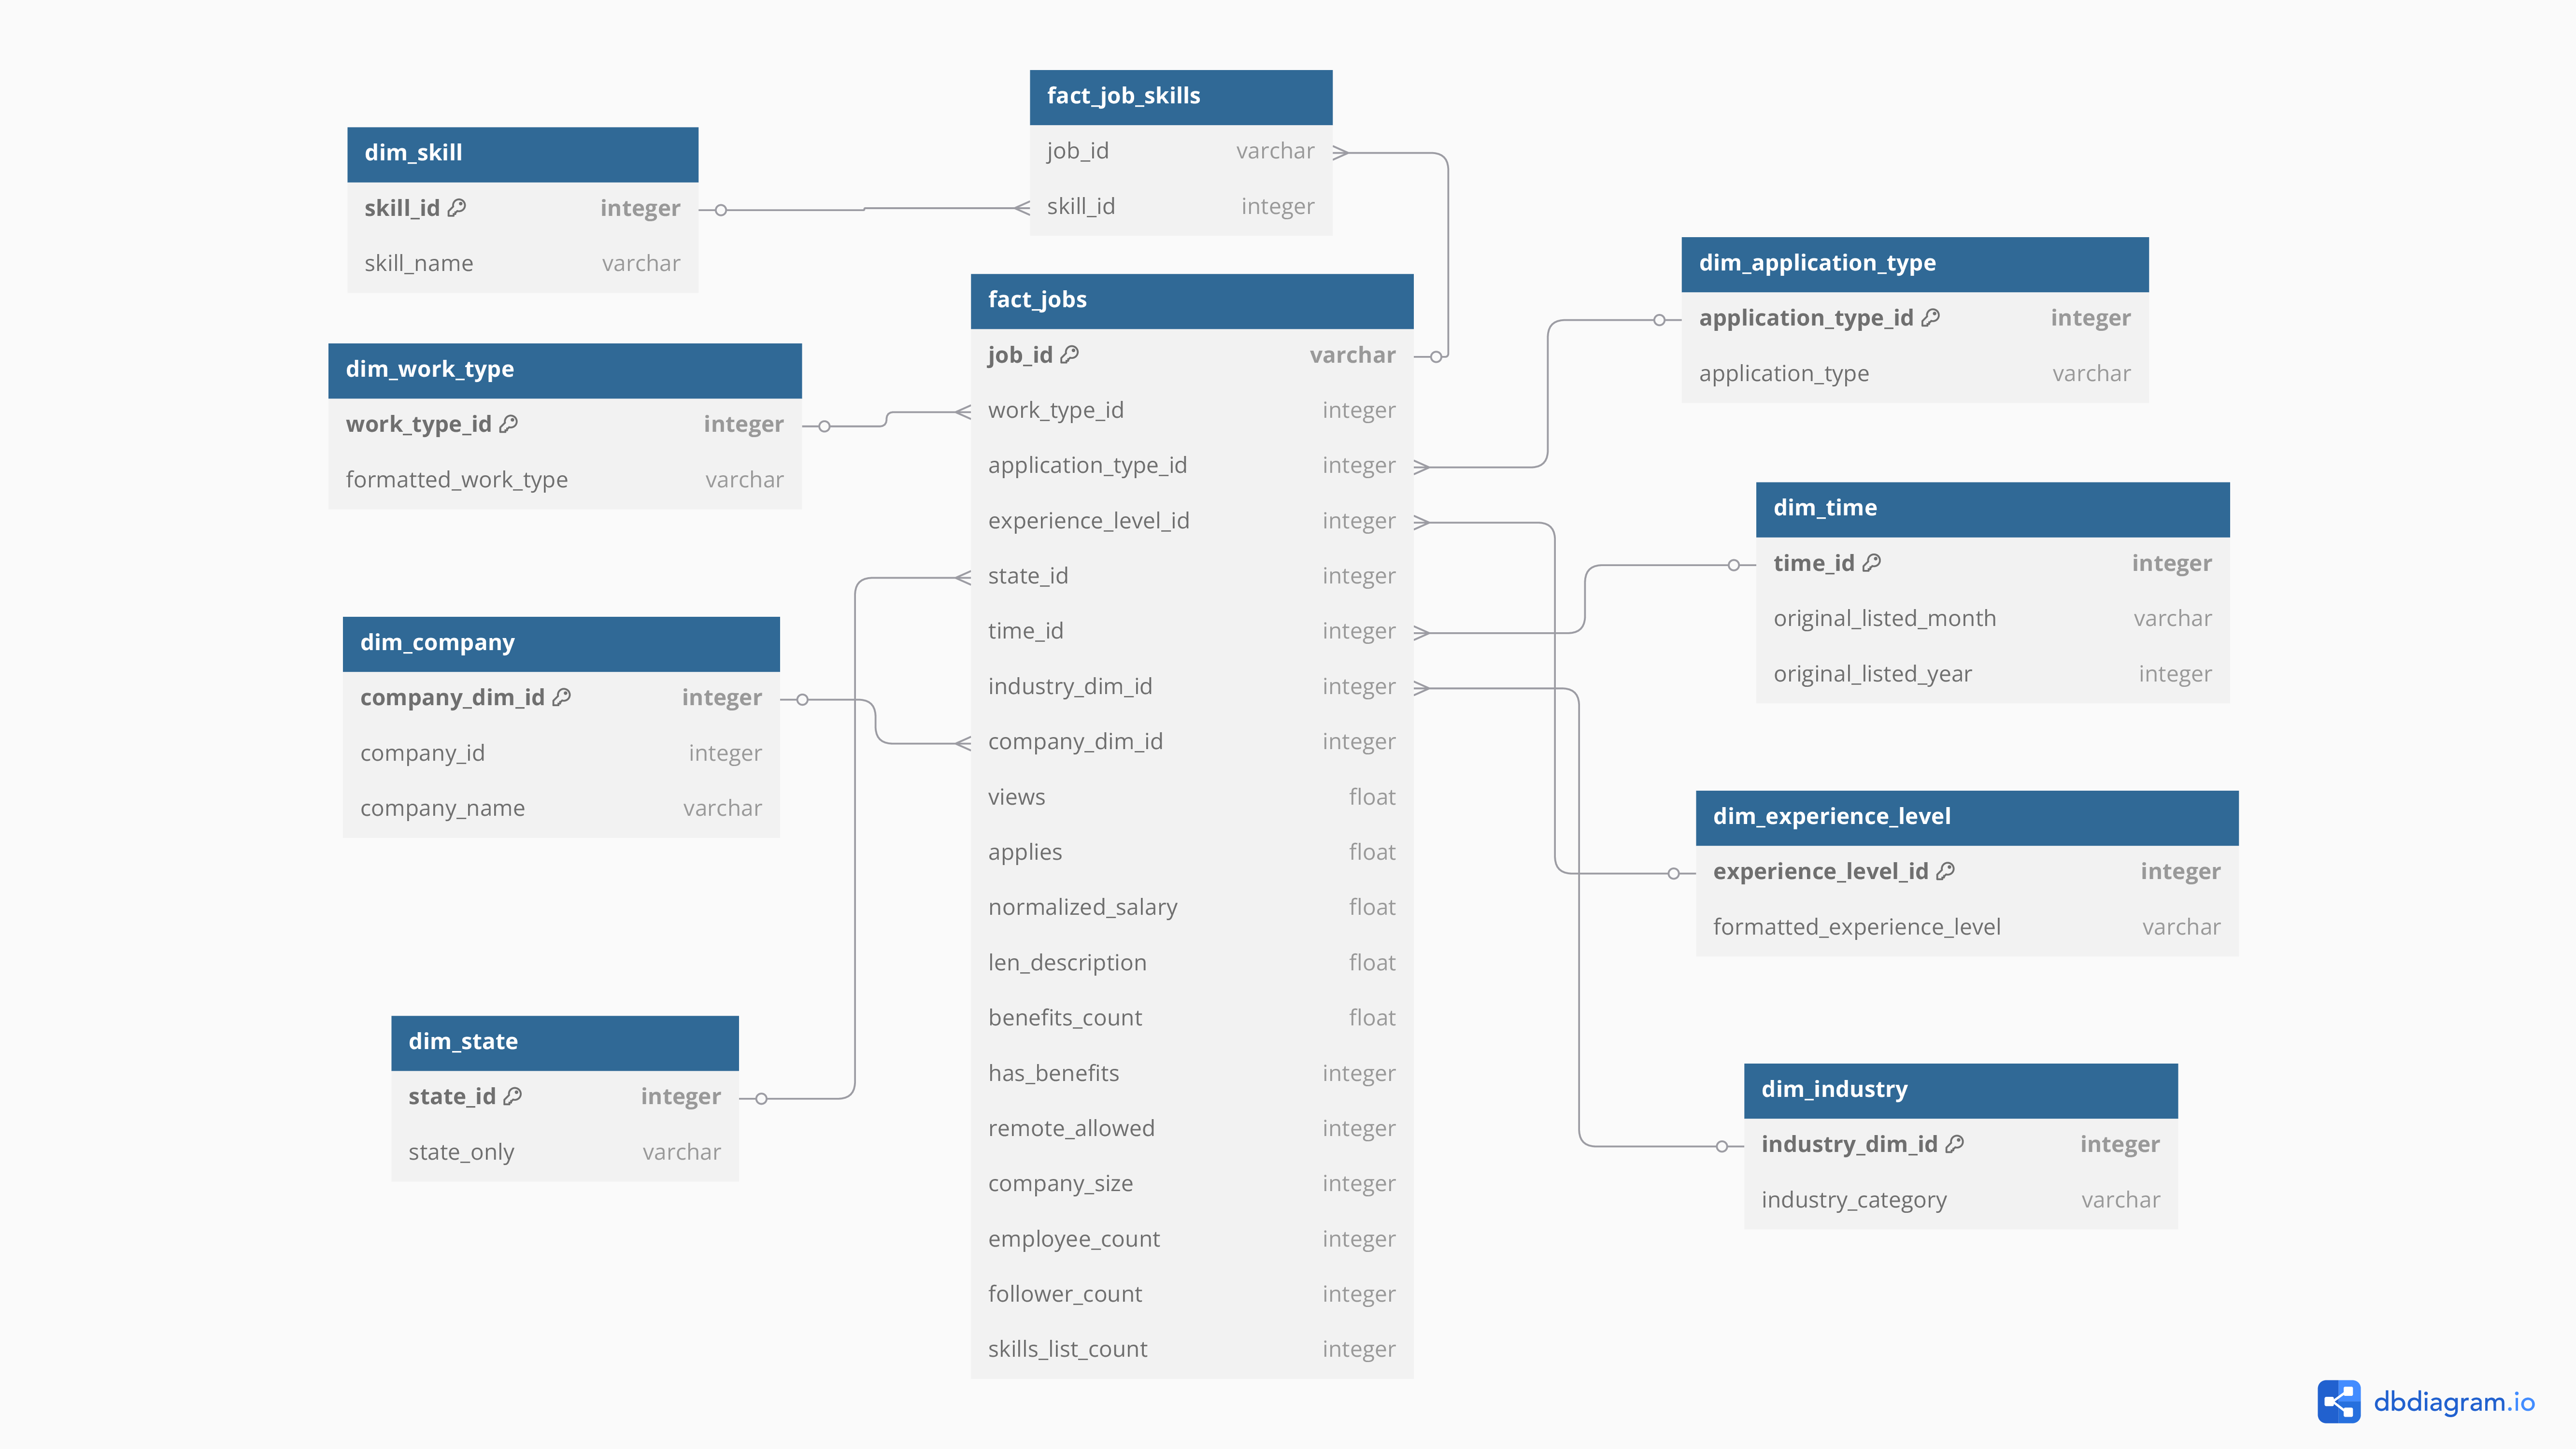 fact_job_skills
job_id varchar
skill_id integer
dim_skill
skill_id integer
skill_name varchar
dim_work_type
work_type_id integer
formatted_work_type varchar
dim_company
company_dim_id integer
company_id integer
company_name varchar
dim_state
state_id integer
state_only varchar
fact_jobs
job_id varchar
work_type_id integer
application_type_id integer
experience_level_id integer
state_id integer
time_id integer
industry_dim_id integer
company_dim_id integer
views float
applies float
normalized_salary float
len_description float
benefits_count float
has_benefits integer
remote_allowed integer
company_size integer
employee_count integer
follower_count integer
skills_list_count integer
dim_application_type
application_type_id integer
application_type varchar
dim_time
time_id integer
original_listed_month varchar
original_listed_year integer
dim_experience_level
experience_level_id integer
formatted_experience_level varchar
dim_industry
industry_dim_id integer
industry_category varchar
dbdiagram.io